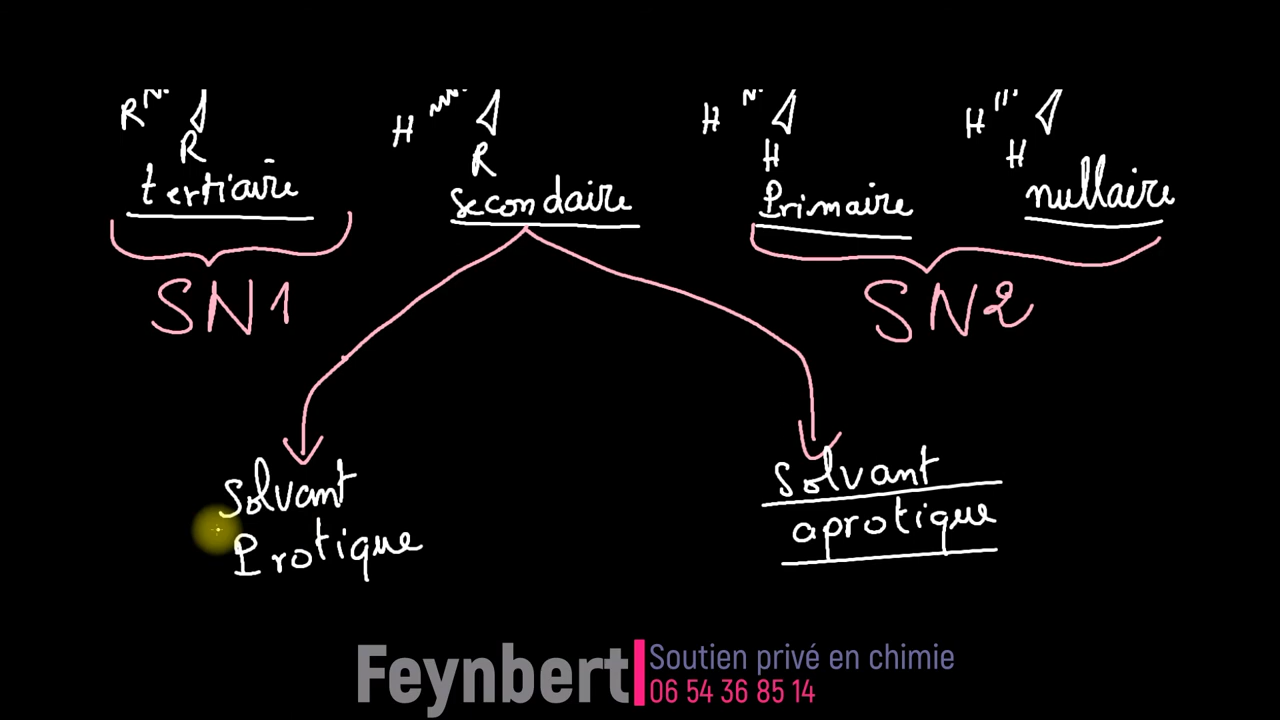 R
R
H
R
H
H
H
H
tertiaire
secondaire
Primaire
nullaire
SN1
SN2
Solvant
Protique
Solvant
aprotique
Feynbert
Soutien privé en chimie
06 54 36 85 14